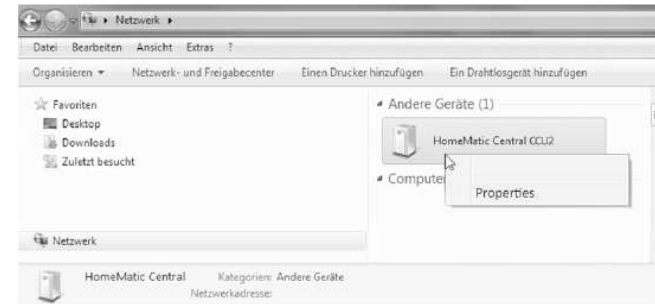 Netzwerk
Datei Bearbeiten Ansicht Extras ?
Organisieren Netzwerk- und Freigabecenter Einen Drucker hinzufügen Ein Drahtlosgerät hinzufügen
Favoriten
Desktop
Downloads
Zuletzt besucht
Netzwerk
Andere Geräte (1)
HomeMatic Central CCU2
Computer
Properties
HomeMatic Central Kategorien: Andere Geräte
Netzwerkadresse: